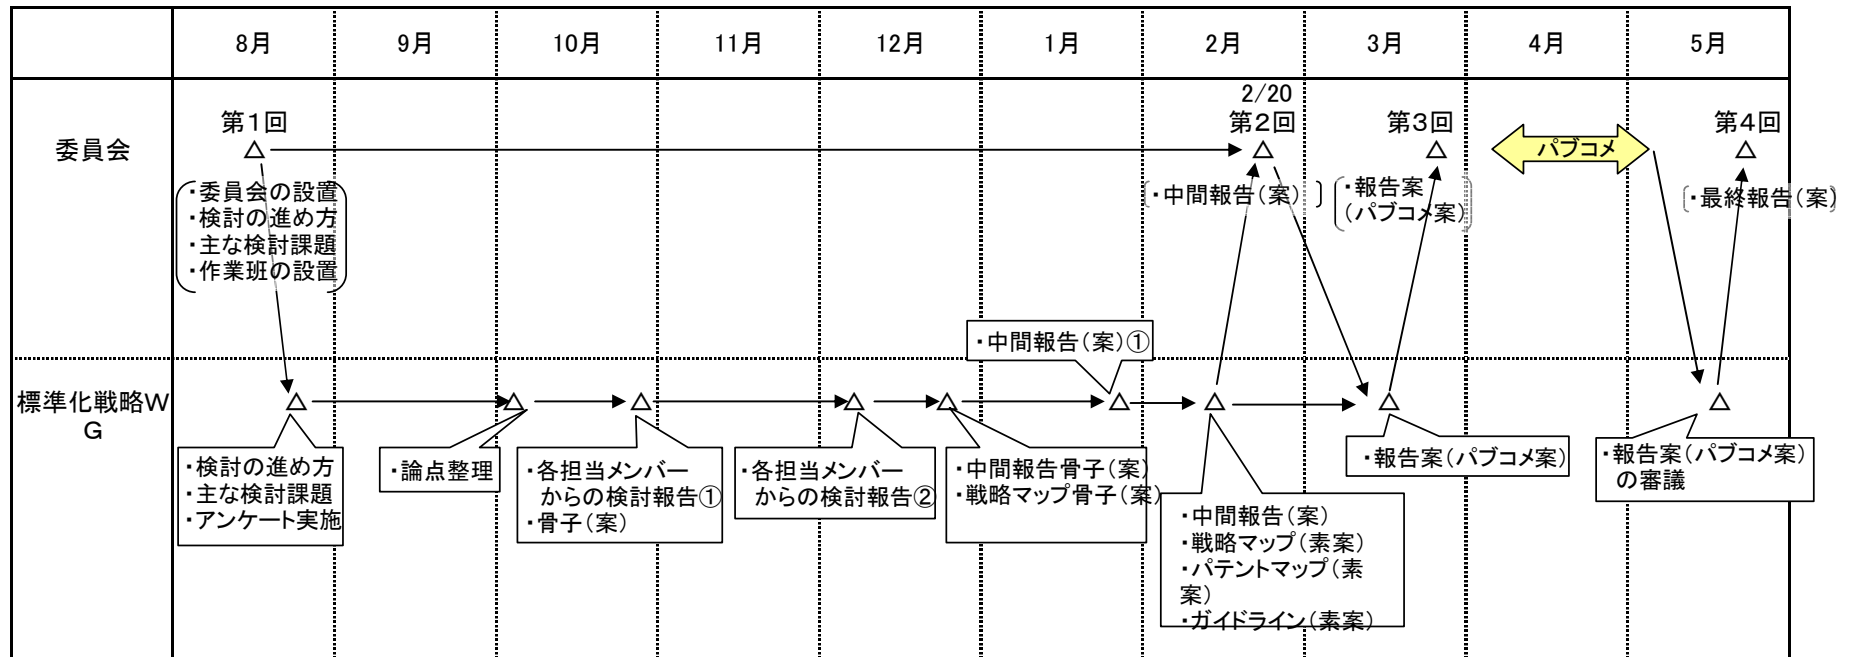 8月
9月
10月
11月
12月
1月
2月
3月
4月
5月
委員会
第1回
・委員会の設置
・検討の進め方
・主な検討課題
・作業班の設置
2/20
第2回
・中間報告(案)
第3回
・報告案
(パブコメ案)
パブコメ
第4回
・最終報告(案)
標準化戦略W
G
・検討の進め方
・主な検討課題
・アンケート実施
・論点整理
・各担当メンバー
からの検討報告①
・骨子(案)
・各担当メンバー
からの検討報告②
・中間報告骨子(案)
・戦略マップ骨子(案)
・中間報告(案)①
・中間報告(案)
・戦略マップ(素案)
・パテントマップ(素
案)
・ガイドライン(素案)
・報告案(パブコメ案)
・報告案(パブコメ案)
の審議